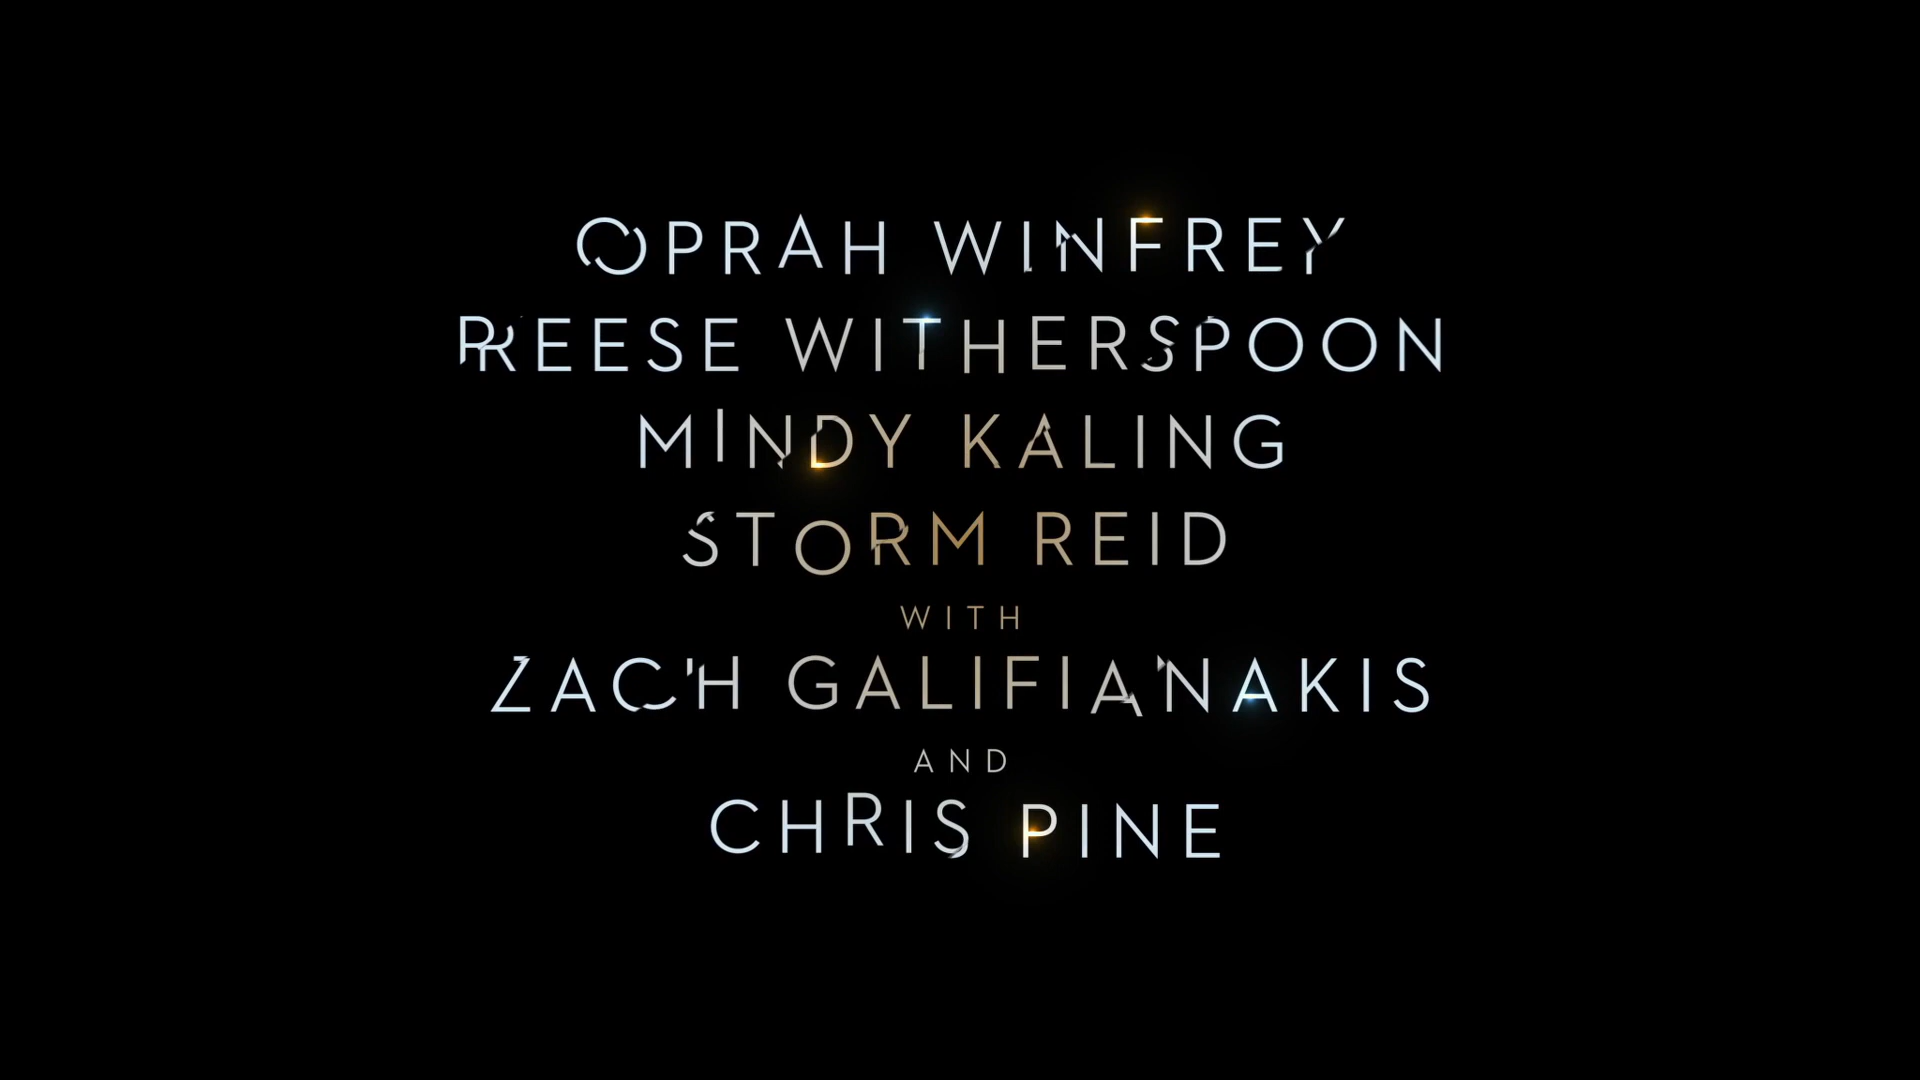 OPRAH WINFREY
REESE WITHERSPOON
MINDY KALING
STORM REID
WITH
ZACH GALIFIANAKIS
AND
CHRIS PINE